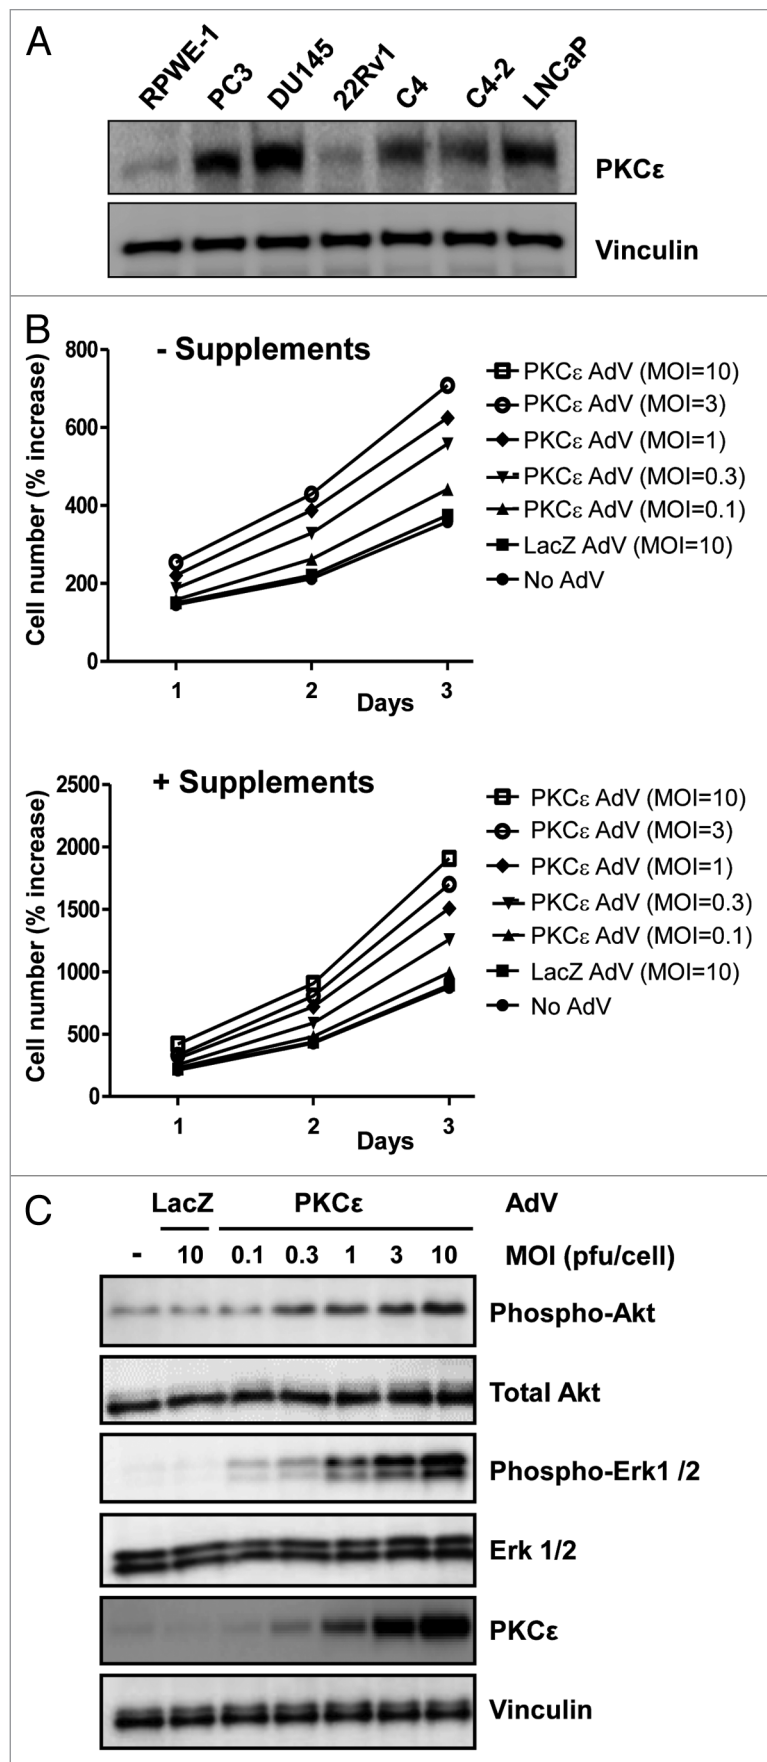 A
RPWE-1 PC3 DU145 22Rv1 C4 C4-2 LNCaP
PKCε
Vinculin
B
- Supplements
Cell number (% increase)
800
600
400
200
0
1 2 3
Days
PKCε AdV (MOI=10)
PKCε AdV (MOI=3)
PKCε AdV (MOI=1)
PKCε AdV (MOI=0.3)
PKCε AdV (MOI=0.1)
LacZ AdV (MOI=10)
No AdV
+ Supplements
Cell number (% increase)
2500
2000
1500
1000
500
0
1 2 3
Days
PKCε AdV (MOI=10)
PKCε AdV (MOI=3)
PKCε AdV (MOI=1)
PKCε AdV (MOI=0.3)
PKCε AdV (MOI=0.1)
LacZ AdV (MOI=10)
No AdV
C
LacZ PKCε AdV
- 10 0.1 0.3 1 3 10 MOI (pfu/cell)
Phospho-Akt
Total Akt
Phospho-Erk1 /2
Erk 1/2
PKCε
Vinculin